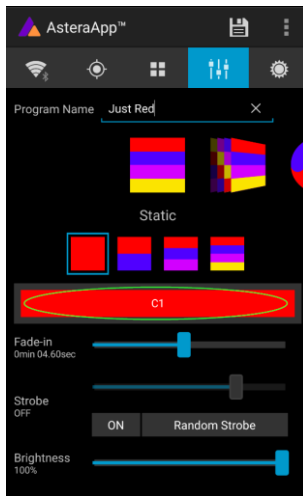 AsteraApp™
Program Name Just Red
Static
C1
Fade-in
0min 04.60sec
Strobe
OFF
ON Random Strobe
Brightness
100%